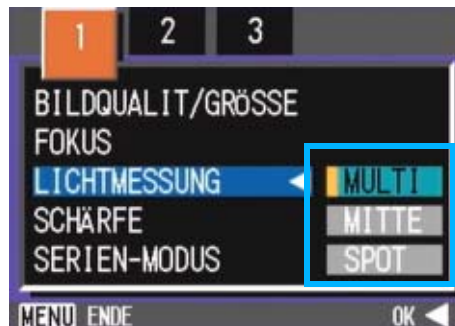 1 2 3
BILDQUALIT/GRÖSSE
FOKUS
LICHTMESSUNG MULTI
SCHÄRFE MITTE
SERIEN-MODUS SPOT
MENU ENDE OK